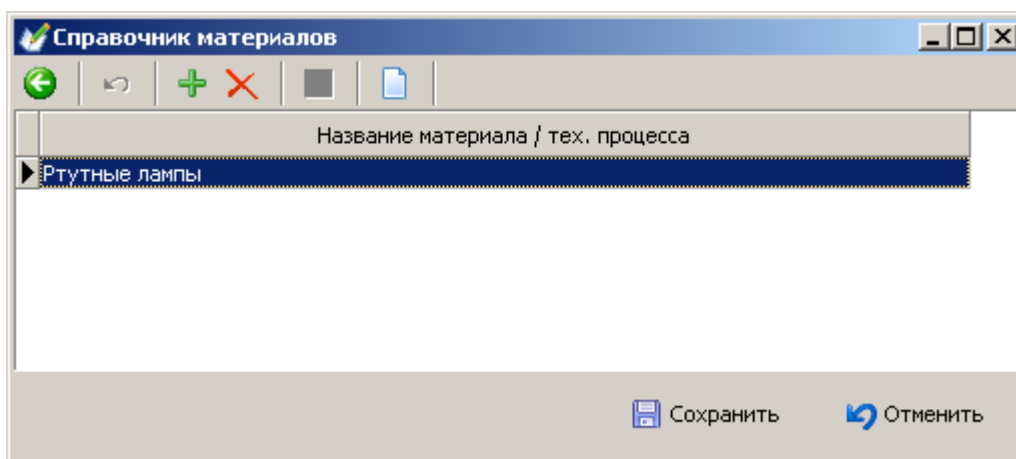 Справочник материалов
Название материала / тех. процесса
Ртутные лампы
Сохранить
Отменить